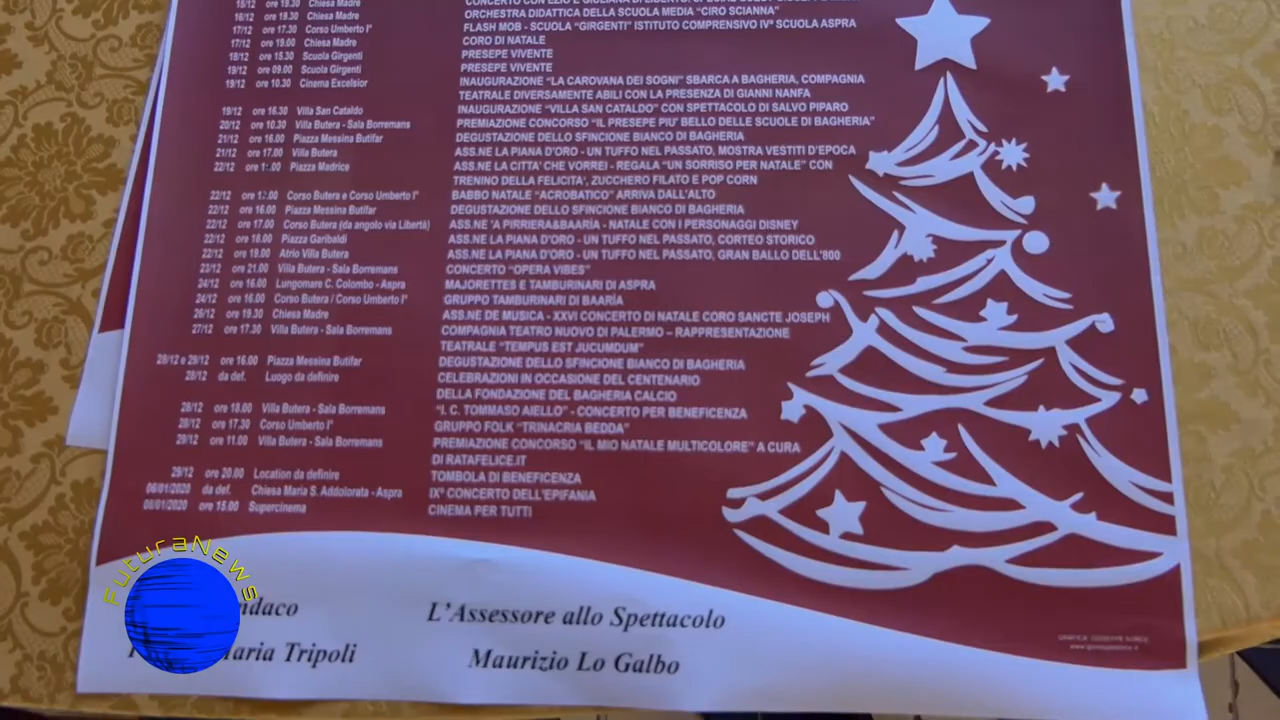 15/12 ore 19.30 Chiesa Madre
16/12 ore 19.30 Chiesa Madre ORCHESTRA DIDATTICA DELLA SCUOLA MEDIA "CIRO SCIANNA"
17/12 ore 17.30 Corso Umberto I° FLASH MOB - SCUOLA "GIRGENTI" ISTITUTO COMPRENSIVO IVª SCUOLA ASPRA
17/12 ore 19.00 Chiesa Madre CORO DI NATALE
18/12 ore 15.30 Scuola Girgenti PRESEPE VIVENTE
19/12 ore 09.00 Scuola Girgenti PRESEPE VIVENTE
19/12 ore 10.30 Cinema Excelsior INAUGURAZIONE "LA CAROVANA DEI SOGNI" SBARCA A BAGHERIA, COMPAGNIA
TEATRALE DIVERSAMENTE ABILI CON LA PRESENZA DI GIANNI NANFA
19/12 ore 16.30 Villa San Cataldo INAUGURAZIONE "VILLA SAN CATALDO" CON SPETTACOLO DI SALVO PIPARO
20/12 ore 10.30 Villa Butera - Sala Borremans PREMIAZIONE CONCORSO "IL PRESEPE PIU' BELLO DELLE SCUOLE DI BAGHERIA"
21/12 ore 16.00 Piazza Messina Butifar DEGUSTAZIONE DELLO SFINCIONE BIANCO DI BAGHERIA
21/12 ore 17.00 Villa Butera ASS.NE LA PIANA D'ORO - UN TUFFO NEL PASSATO, MOSTRA VESTITI D'EPOCA
22/12 ore Piazza Madrice ASS.NE LA CITTA' CHE VORREI - REGALA "UN SORRISO PER NATALE" CON
TRENINO DELLA FELICITA', ZUCCHERO FILATO E POP CORN
22/12 ore Corso Butera e Corso Umberto I° BABBO NATALE "ACROBATICO" ARRIVA DALL'ALTO
22/12 ore 16.00 Piazza Messina Butifar DEGUSTAZIONE DELLO SFINCIONE BIANCO DI BAGHERIA
22/12 ore 17.00 Corso Butera (da angolo via Libertà) ASS.NE 'A PIRRIERA&BAARÌA - NATALE CON I PERSONAGGI DISNEY
22/12 ore 18.00 Piazza Garibaldi ASS.NE LA PIANA D'ORO - UN TUFFO NEL PASSATO, CORTEO STORICO
22/12 ore 19.00 Atrio Villa Butera ASS.NE LA PIANA D'ORO - UN TUFFO NEL PASSATO, GRAN BALLO DELL'800
23/12 ore 21.00 Villa Butera - Sala Borremans CONCERTO "OPERA VIBES"
24/12 ore 16.00 Lungomare C. Colombo - Aspra MAJORETTES E TAMBURINARI DI ASPRA
24/12 ore 16.00 Corso Butera / Corso Umberto I° GRUPPO TAMBURINARI DI BAARÌA
26/12 ore 19.30 Chiesa Madre ASS.NE DE MUSICA - XXVI CONCERTO DI NATALE CORO SANCTE JOSEPH
27/12 ore 17.30 Villa Butera - Sala Borremans COMPAGNIA TEATRO NUOVO DI PALERMO – RAPPRESENTAZIONE
TEATRALE "TEMPUS EST JUCUMDUM"
28/12 e 29/12 ore 16.00 Piazza Messina Butifar DEGUSTAZIONE DELLO SFINCIONE BIANCO DI BAGHERIA
28/12 da def. Luogo da definire CELEBRAZIONI IN OCCASIONE DEL CENTENARIO
DELLA FONDAZIONE DEL BAGHERIA CALCIO
28/12 ore 18.00 Villa Butera - Sala Borremans "I. C. TOMMASO AIELLO" - CONCERTO PER BENEFICENZA
28/12 ore 17.30 Corso Umberto I° GRUPPO FOLK "TRINACRIA BEDDA"
29/12 ore 11.00 Villa Butera - Sala Borremans PREMIAZIONE CONCORSO "IL MIO NATALE MULTICOLORE" A CURA
DI RATAFELICE.IT
29/12 ore 20.00 Location da definire TOMBOLA DI BENEFICENZA
06/01/2020 da def. Chiesa Maria S. Addolorata - Aspra IX° CONCERTO DELL'EPIFANIA
08/01/2020 ore 15.00 Supercinema CINEMA PER TUTTI
FuturaNews
L'Assessore allo Spettacolo
Tripoli Maurizio Lo Galbo